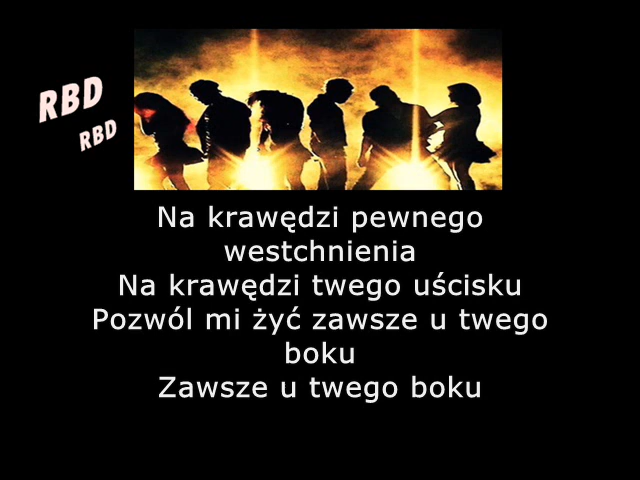 RBD
RBD
Na krawędzi pewnego
westchnienia
Na krawędzi twego uścisku
Pozwól mi żyć zawsze u twego
boku
Zawsze u twego boku